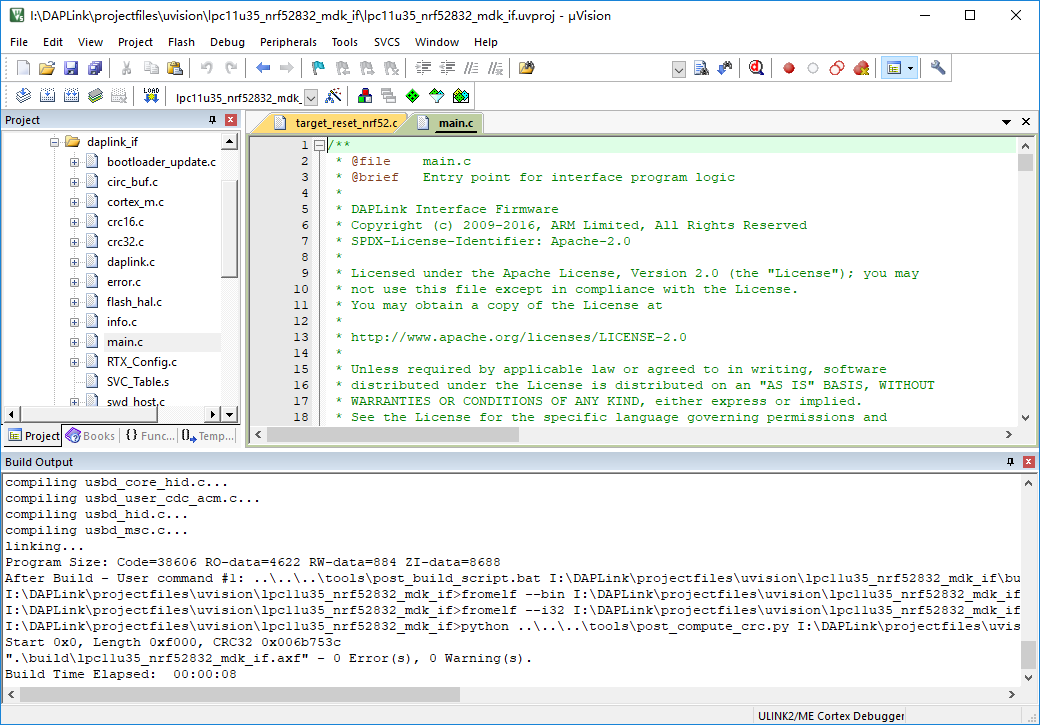 I:\DAPLink\projectfiles\uvision\lpc11u35_nrf52832_mdk_if\lpc11u35_nrf52832_mdk_if.uvproj - µVision
File Edit View Project Flash Debug Peripherals Tools SVCS Window Help
LOAD
lpc11u35_nrf52832_mdk_
Project
daplink_if
bootloader_update.c
circ_buf.c
cortex_m.c
crc16.c
crc32.c
daplink.c
error.c
flash_hal.c
info.c
main.c
RTX_Config.c
SVC_Table.s
swd_host.c
Project Books {} Func... Temp...
target_reset_nrf52.c main.c
1 /**
2 * @file main.c
3 * @brief Entry point for interface program logic
4 *
5 * DAPLink Interface Firmware
6 * Copyright (c) 2009-2016, ARM Limited, All Rights Reserved
7 * SPDX-License-Identifier: Apache-2.0
8 *
9 * Licensed under the Apache License, Version 2.0 (the "License"); you may
10 * not use this file except in compliance with the License.
11 * You may obtain a copy of the License at
12 *
13 * http://www.apache.org/licenses/LICENSE-2.0
14 *
15 * Unless required by applicable law or agreed to in writing, software
16 * distributed under the License is distributed on an "AS IS" BASIS, WITHOUT
17 * WARRANTIES OR CONDITIONS OF ANY KIND, either express or implied.
18 * See the License for the specific language governing permissions and
Build Output
compiling usbd_core_hid.c...
compiling usbd_user_cdc_acm.c...
compiling usbd_hid.c...
compiling usbd_msc.c...
linking...
Program Size: Code=38606 RO-data=4622 RW-data=884 ZI-data=8688
After Build - User command #1: ..\..\..\tools\post_build_script.bat I:\DAPLink\projectfiles\uvision\lpc11u35_nrf52832_mdk_if\bu
I:\DAPLink\projectfiles\uvision\lpc11u35_nrf52832_mdk_if>fromelf --bin I:\DAPLink\projectfiles\uvision\lpc11u35_nrf52832_mdk_if
I:\DAPLink\projectfiles\uvision\lpc11u35_nrf52832_mdk_if>fromelf --i32 I:\DAPLink\projectfiles\uvision\lpc11u35_nrf52832_mdk_if
I:\DAPLink\projectfiles\uvision\lpc11u35_nrf52832_mdk_if>python ..\..\..\tools\post_compute_crc.py I:\DAPLink\projectfiles\uvis
Start 0x0, Length 0xf000, CRC32 0x006b753c
".\build\lpc11u35_nrf52832_mdk_if.axf" - 0 Error(s), 0 Warning(s).
Build Time Elapsed: 00:00:08
ULINK2/ME Cortex Debugger